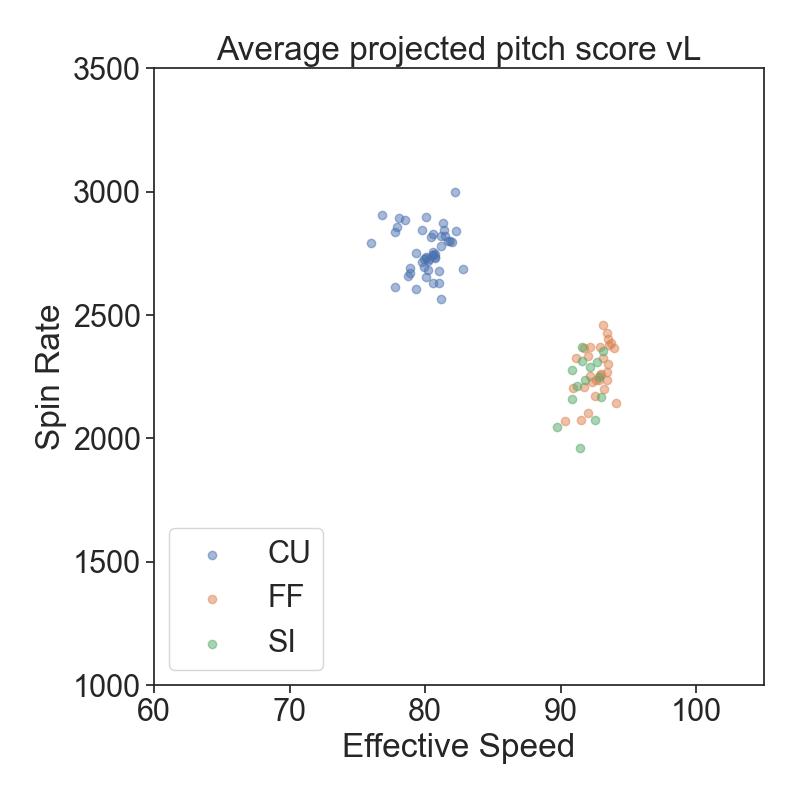 Average projected pitch score vL
3500
3000
2500
2000
1500
1000
Spin Rate
CU
FF
SI
60 70 80 90 100
Effective Speed